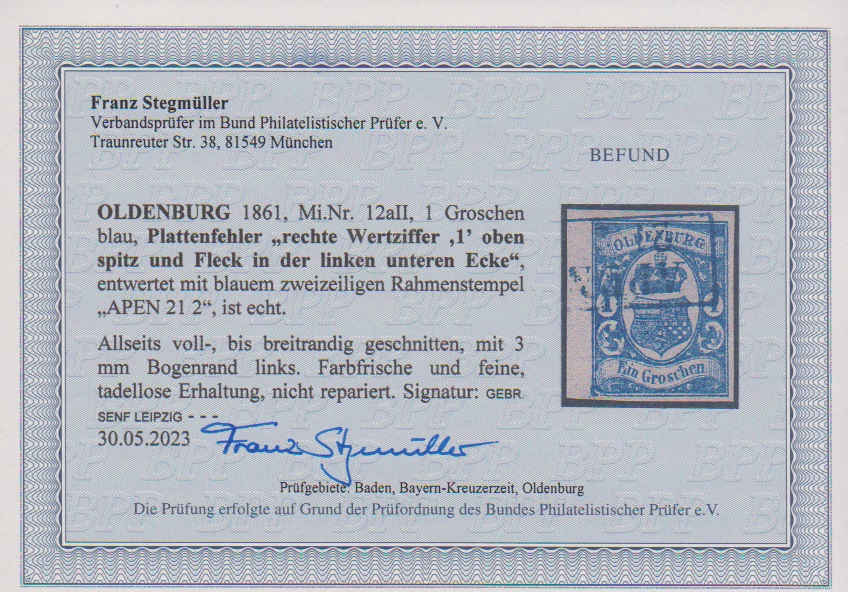 Franz Stegmüller
Verbandsprüfer im Bund Philatelistischer Prüfer e. V.
Traunreuter Str. 38, 81549 München
BEFUND
OLDENBURG 1861, Mi.Nr. 12aII, 1 Groschen
blau, Plattenfehler „rechte Wertziffer ‚1’ oben
spitz und Fleck in der linken unteren Ecke“,
entwertet mit blauem zweizeiligen Rahmenstempel
„APEN 21 2“, ist echt.
Allseits voll-, bis breitrandig geschnitten, mit 3
mm Bogenrand links. Farbfrische und feine,
tadellose Erhaltung, nicht repariert. Signatur: GEBR.
SENF LEIPZIG - - -
30.05.2023 Franz Stegmüller
OLDENBURG
Ein Groschen
Prüfgebiete: Baden, Bayern-Kreuzerzeit, Oldenburg
Die Prüfung erfolgte auf Grund der Prüfordnung des Bundes Philatelistischer Prüfer e.V.